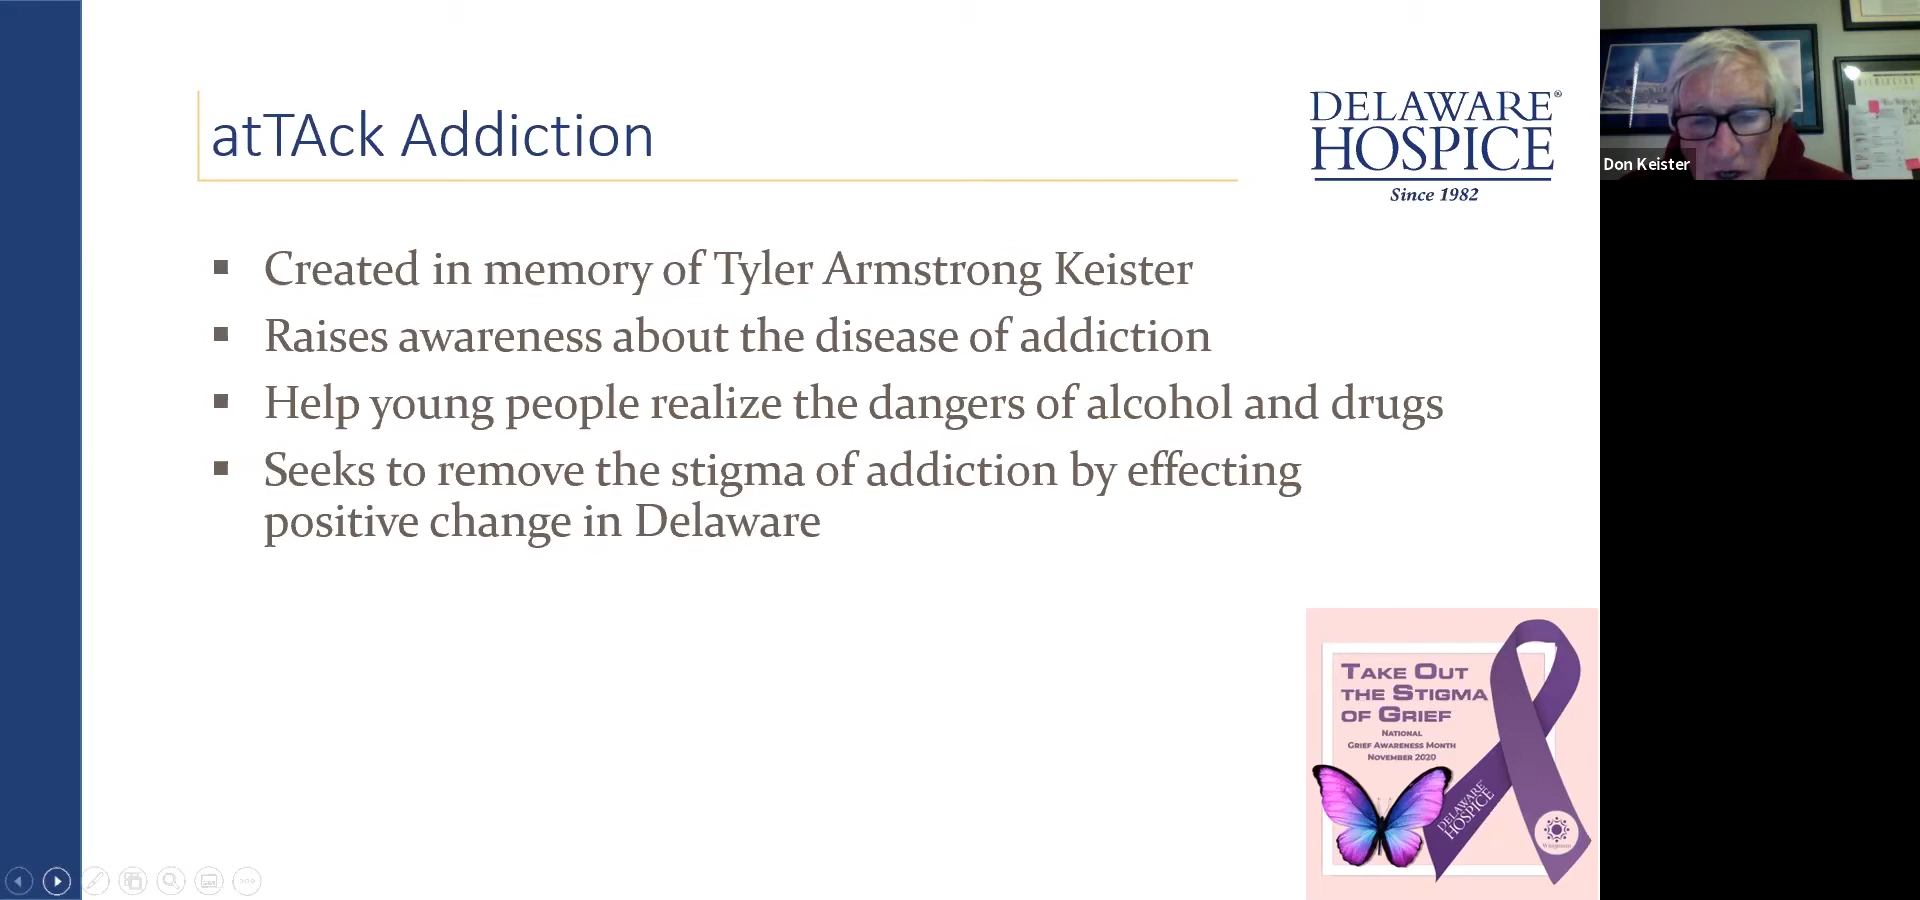 atTAck Addiction
DELAWARE®
HOSPICE
Since 1982
Don Keister
▪ Created in memory of Tyler Armstrong Keister
▪ Raises awareness about the disease of addiction
▪ Help young people realize the dangers of alcohol and drugs
▪ Seeks to remove the stigma of addiction by effecting
positive change in Delaware
TAKE OUT
THE STIGMA
OF GRIEF
NATIONAL
GRIEF AWARENESS MONTH
NOVEMBER 2020
DELAWARE
HOSPICE